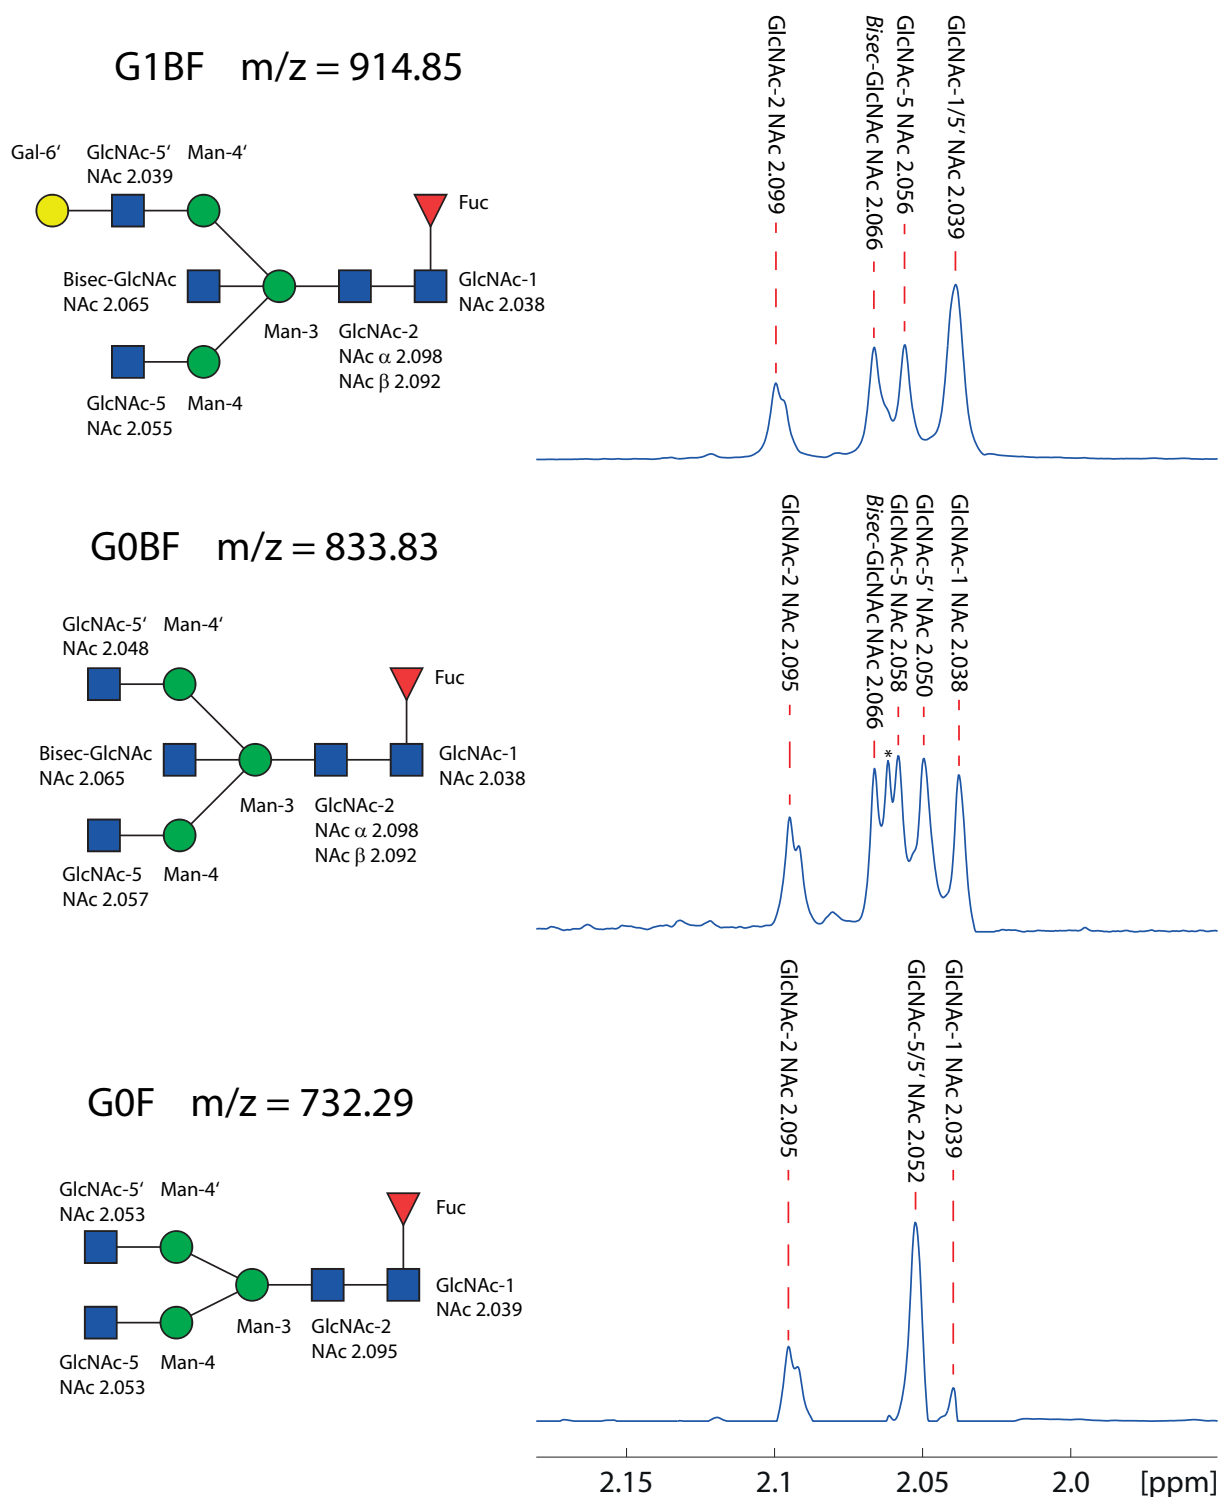 G1BF m/z = 914.85
Gal-6‘ GlcNAc-5‘ Man-4‘
NAc 2.039
Fuc
Bisec-GlcNAc
NAc 2.065
GlcNAc-1
NAc 2.038
Man-3 GlcNAc-2
NAc α 2.098
NAc β 2.092
GlcNAc-5 Man-4
NAc 2.055
GlcNAc-2 NAc 2.099
Bisec-GlcNAc NAc 2.066
GlcNAc-5 NAc 2.056
GlcNAc-1/5‘ NAc 2.039
G0BF m/z = 833.83
GlcNAc-5‘ Man-4‘
NAc 2.048
Fuc
Bisec-GlcNAc
NAc 2.065
GlcNAc-1
NAc 2.038
Man-3 GlcNAc-2
NAc α 2.098
NAc β 2.092
GlcNAc-5 Man-4
NAc 2.057
GlcNAc-2 NAc 2.095
Bisec-GlcNAc NAc 2.066
*
GlcNAc-5 NAc 2.058
GlcNAc-5‘ NAc 2.050
GlcNAc-1 NAc 2.038
G0F m/z = 732.29
GlcNAc-5‘ Man-4‘
NAc 2.053
Fuc
GlcNAc-1
NAc 2.039
Man-3 GlcNAc-2
NAc 2.095
GlcNAc-5 Man-4
NAc 2.053
GlcNAc-2 NAc 2.095
GlcNAc-5/5‘ NAc 2.052
GlcNAc-1 NAc 2.039
2.15 2.1 2.05 2.0 [ppm]